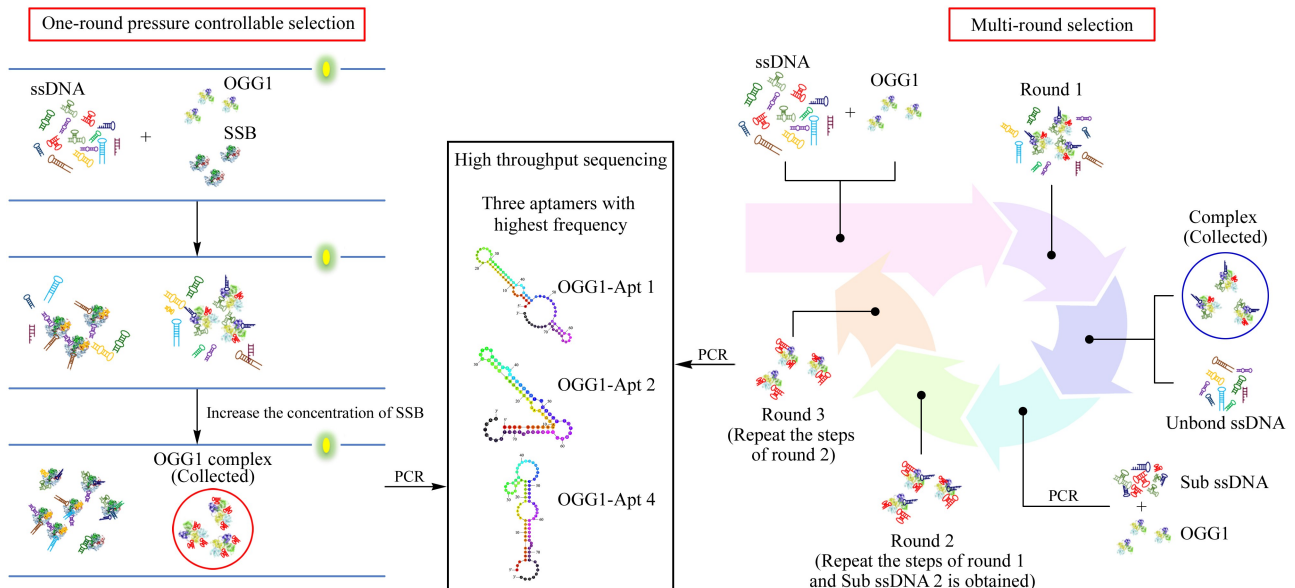 One-round pressure controllable selection
ssDNA
+
OGG1
SSB
Increase the concentration of SSB
OGG1 complex
(Collected)
PCR
High throughput sequencing
Three aptamers with
highest frequency
OGG1-Apt 1
OGG1-Apt 2
OGG1-Apt 4
Multi-round selection
ssDNA
+
OGG1
Round 1
Complex
(Collected)
Unbond ssDNA
PCR
Sub ssDNA
+
OGG1
Round 2
(Repeat the steps of round 1
and Sub ssDNA 2 is obtained)
Round 3
(Repeat the steps
of round 2)
PCR